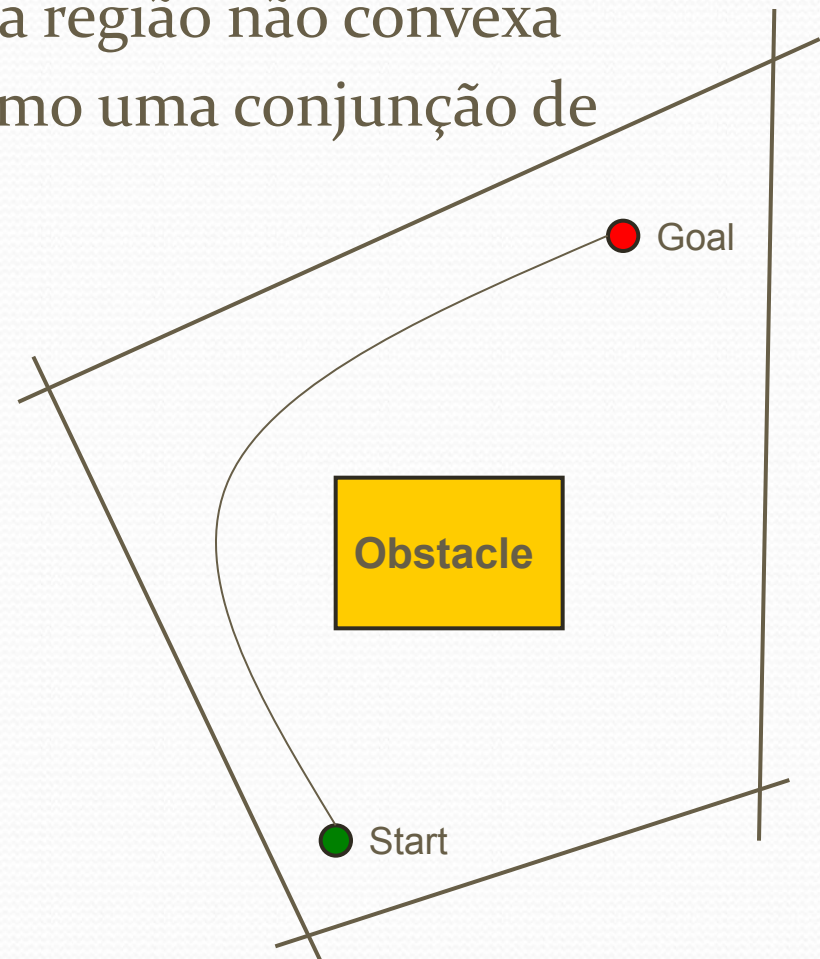 a região não convexa
mo uma conjunção de
Goal
Obstacle
Start